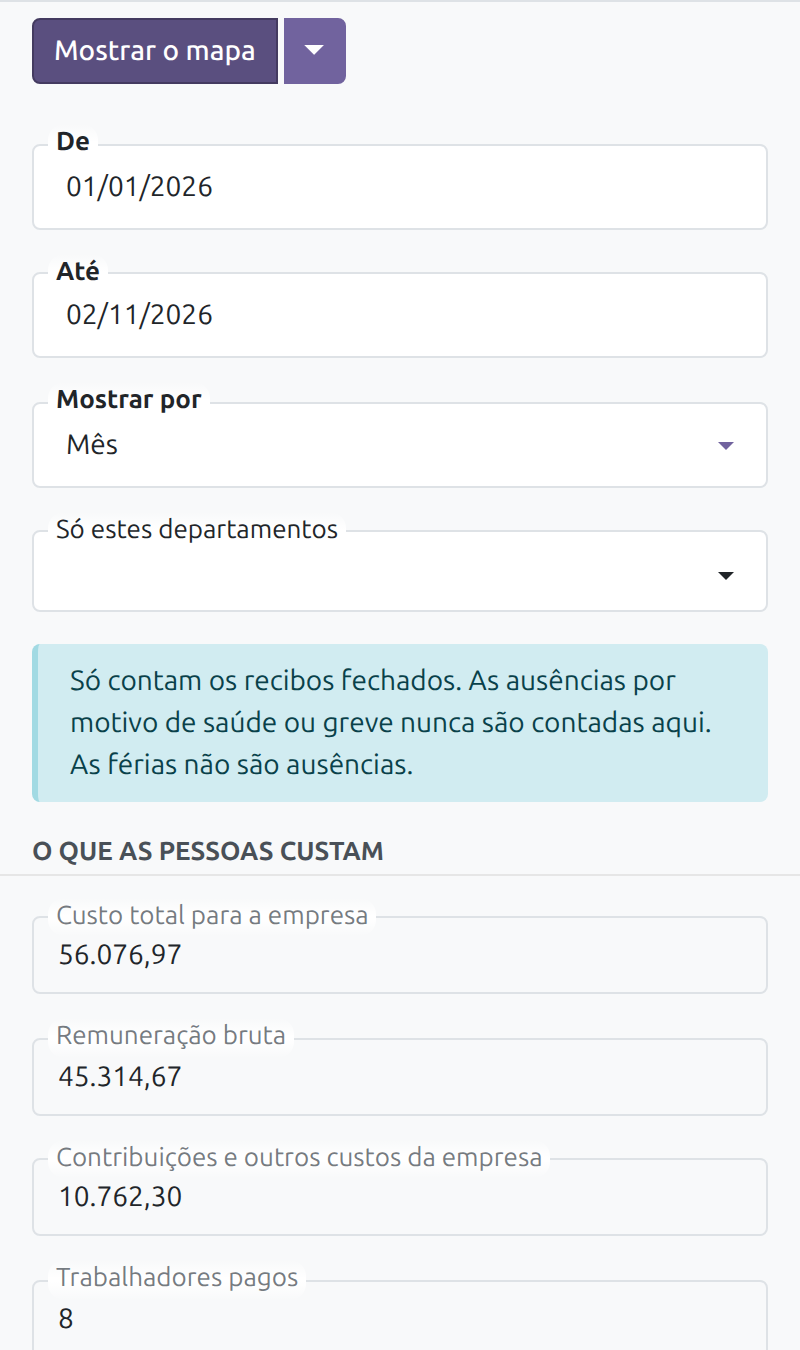 Mostrar o mapa
De
01/01/2026
Até
02/11/2026
Mostrar por
Mês
Só estes departamentos
Só contam os recibos fechados. As ausências por
motivo de saúde ou greve nunca são contadas aqui.
As férias não são ausências.
O QUE AS PESSOAS CUSTAM
Custo total para a empresa
56.076,97
Remuneração bruta
45.314,67
Contribuições e outros custos da empresa
10.762,30
Trabalhadores pagos
8